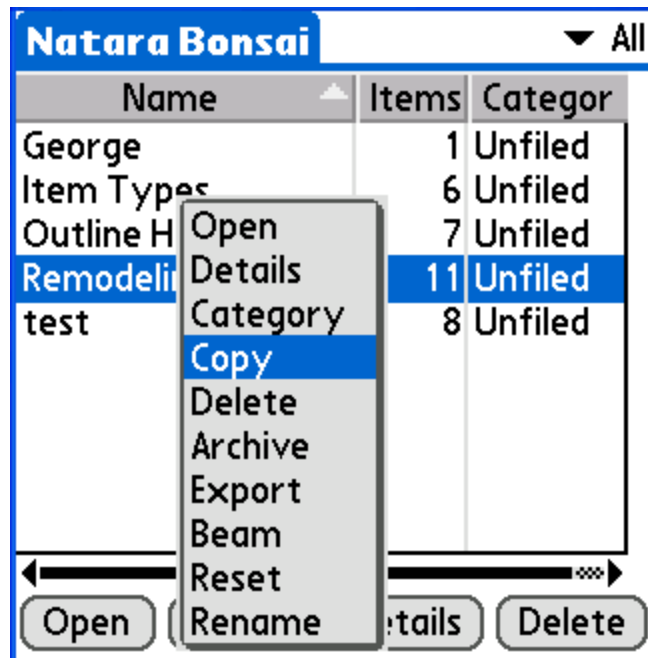 Natara Bonsai All
Name Items Categor
George 1 Unfiled
Item Types 6 Unfiled
Outline H 7 Unfiled
Remodelin 11 Unfiled
test 8 Unfiled
Open
Details
Category
Copy
Delete
Archive
Export
Beam
Reset
Rename
Open etails Delete